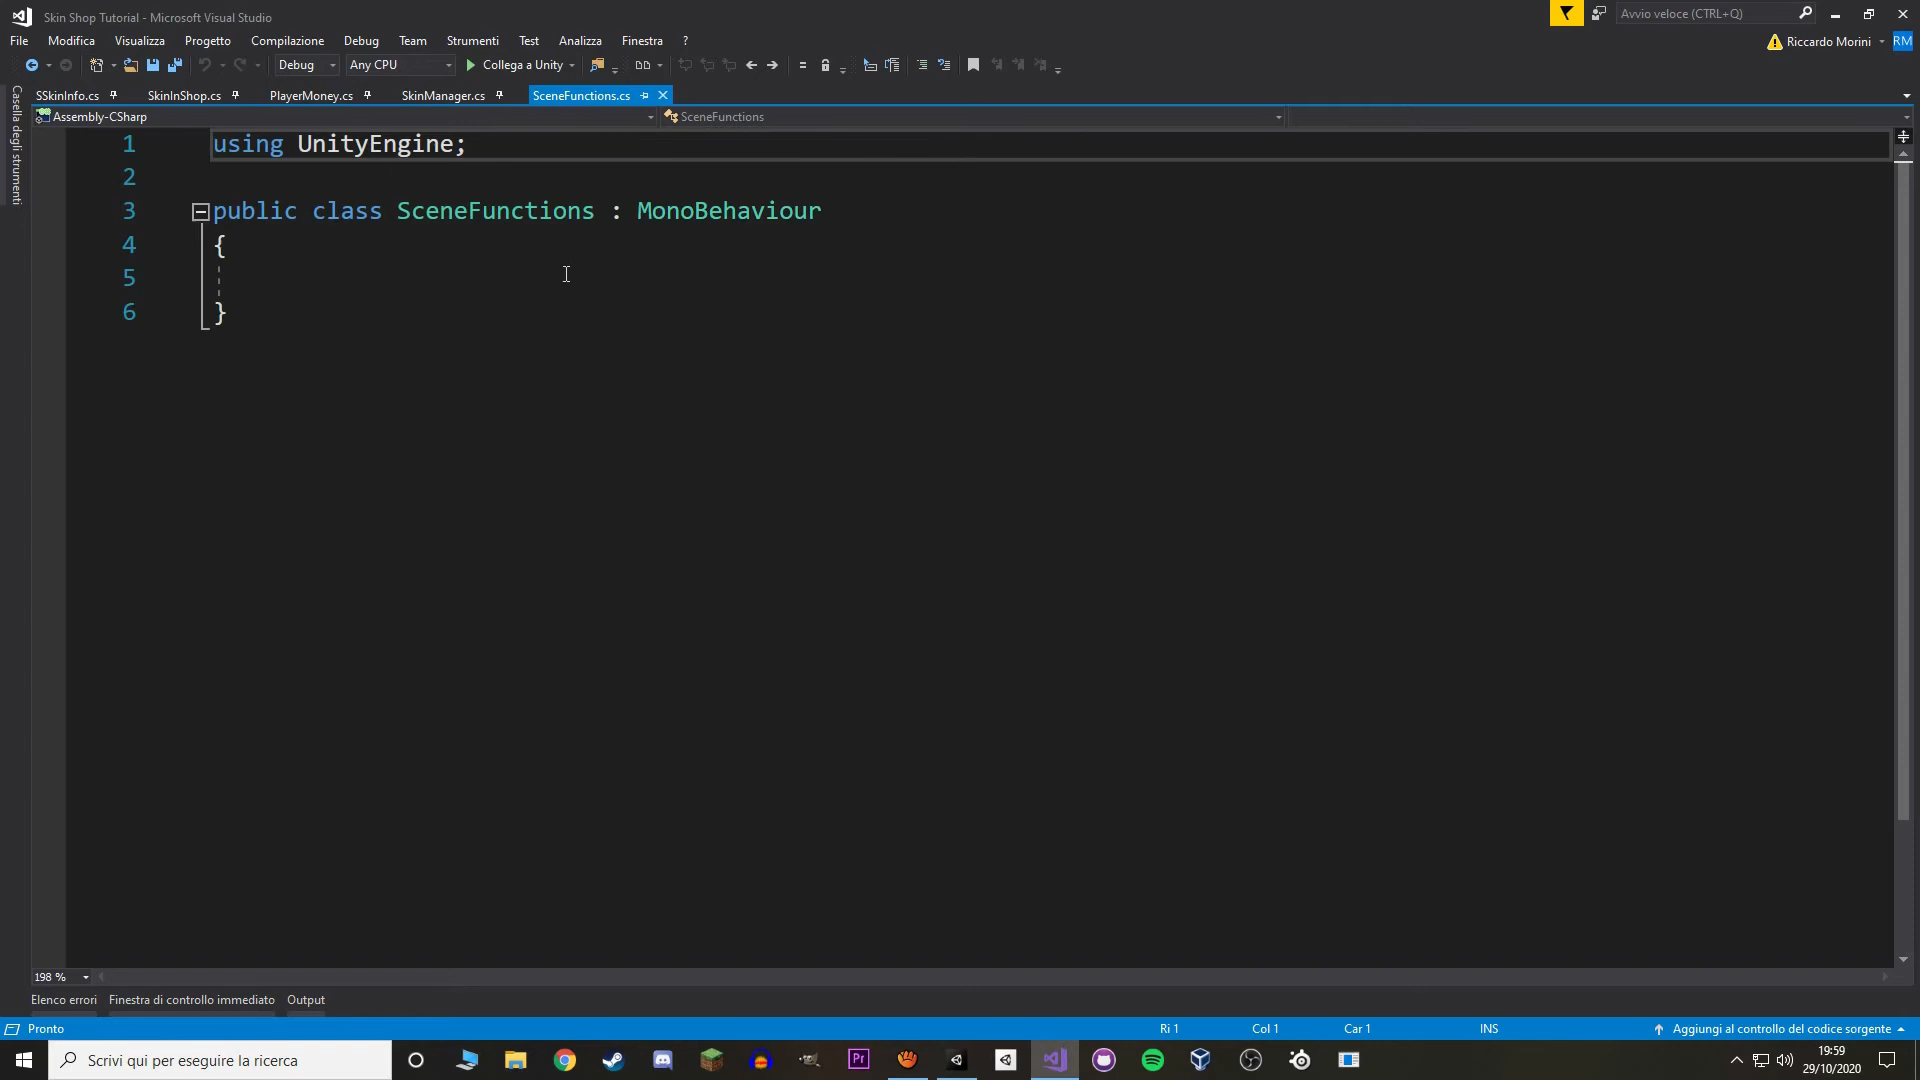 Skin Shop Tutorial - Microsoft Visual Studio
Avvio veloce (CTRL+Q)
File Modifica Visualizza Progetto Compilazione Debug Team Strumenti Test Analizza Finestra ?
Riccardo Morini RM
Debug Any CPU Collega a Unity
SSkinInfo.cs SkinInShop.cs PlayerMoney.cs SkinManager.cs SceneFunctions.cs
Assembly-CSharp SceneFunctions
Casella degli strumenti
1 using UnityEngine;
2
3 public class SceneFunctions : MonoBehaviour
4 {
5
6 }
198 %
Elenco errori Finestra di controllo immediato Output
Pronto Ri 1 Col 1 Car 1 INS Aggiungi al controllo del codice sorgente
Scrivi qui per eseguire la ricerca
Pr
19:59
29/10/2020